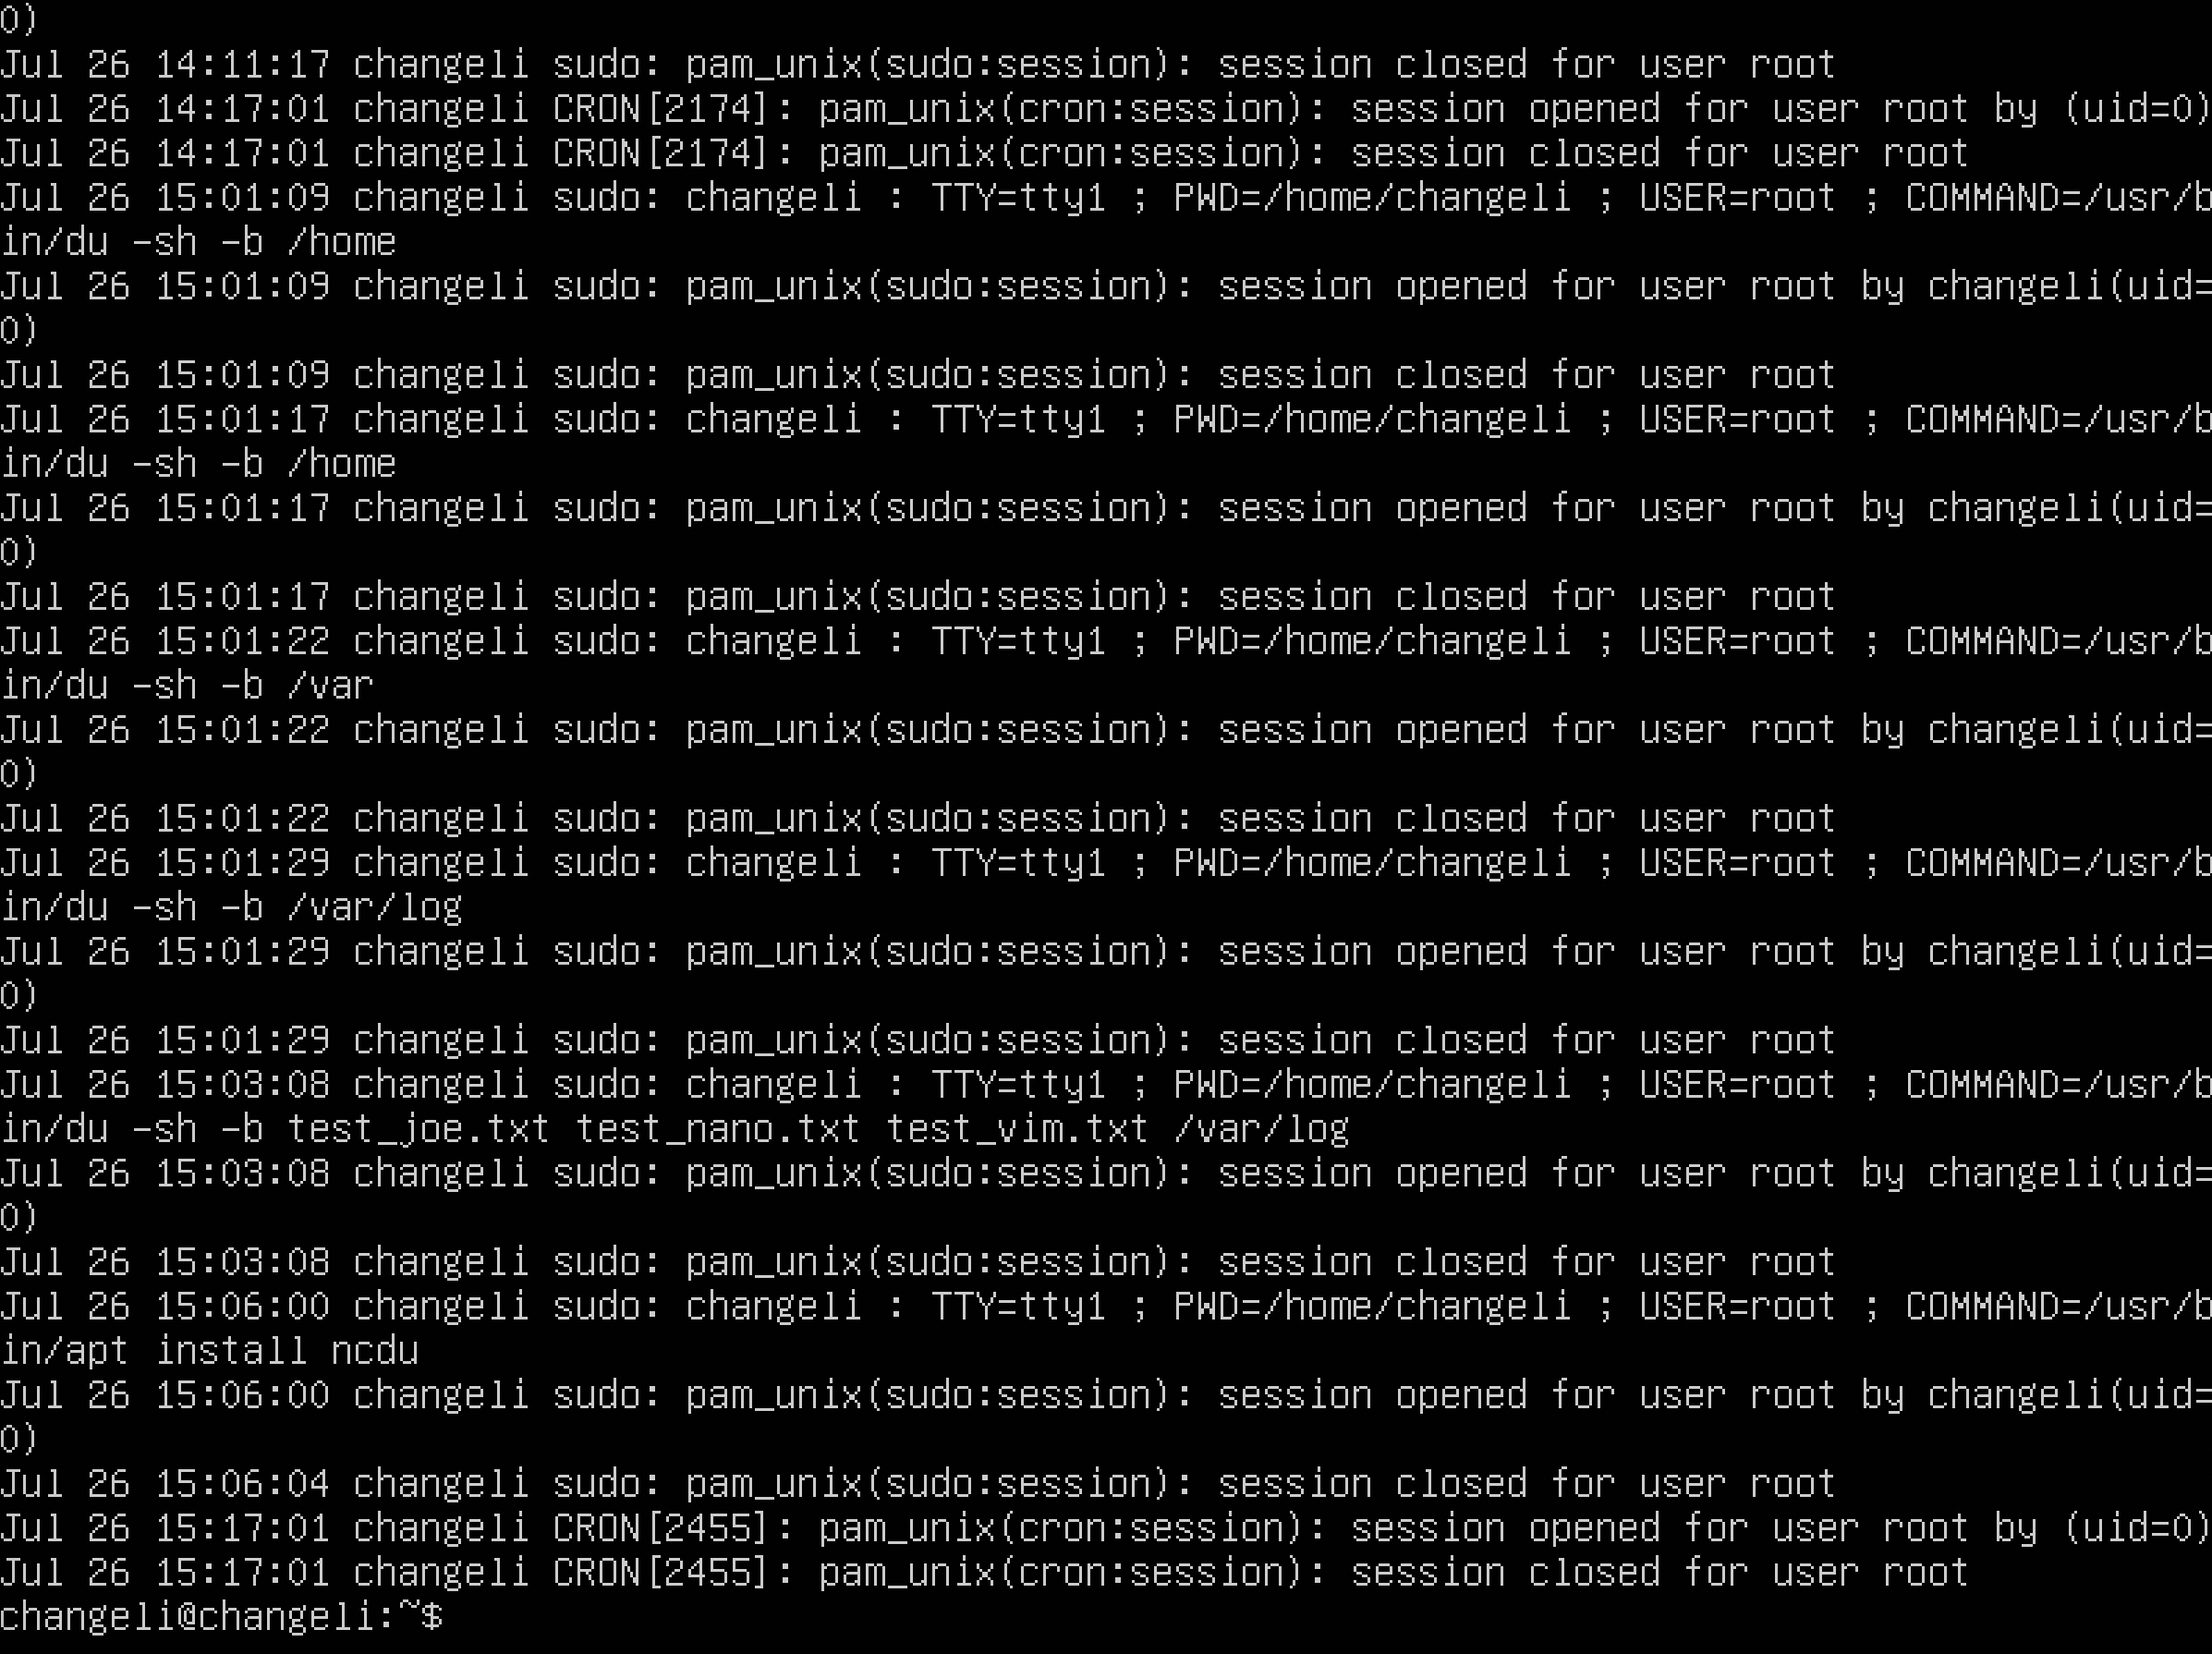 0)
Jul 26 14:11:17 changeli sudo: pam_unix(sudo:session): session closed for user root
Jul 26 14:17:01 changeli CRON[2174]: pam_unix(cron:session): session opened for user root by (uid=0)
Jul 26 14:17:01 changeli CRON[2174]: pam_unix(cron:session): session closed for user root
Jul 26 15:01:09 changeli sudo: changeli : TTY=tty1 ; PWD=/home/changeli ; USER=root ; COMMAND=/usr/b
in/du -sh -b /home
Jul 26 15:01:09 changeli sudo: pam_unix(sudo:session): session opened for user root by changeli(uid=
0)
Jul 26 15:01:09 changeli sudo: pam_unix(sudo:session): session closed for user root
Jul 26 15:01:17 changeli sudo: changeli : TTY=tty1 ; PWD=/home/changeli ; USER=root ; COMMAND=/usr/b
in/du -sh -b /home
Jul 26 15:01:17 changeli sudo: pam_unix(sudo:session): session opened for user root by changeli(uid=
0)
Jul 26 15:01:17 changeli sudo: pam_unix(sudo:session): session closed for user root
Jul 26 15:01:22 changeli sudo: changeli : TTY=tty1 ; PWD=/home/changeli ; USER=root ; COMMAND=/usr/b
in/du -sh -b /var
Jul 26 15:01:22 changeli sudo: pam_unix(sudo:session): session opened for user root by changeli(uid=
0)
Jul 26 15:01:22 changeli sudo: pam_unix(sudo:session): session closed for user root
Jul 26 15:01:29 changeli sudo: changeli : TTY=tty1 ; PWD=/home/changeli ; USER=root ; COMMAND=/usr/b
in/du -sh -b /var/log
Jul 26 15:01:29 changeli sudo: pam_unix(sudo:session): session opened for user root by changeli(uid=
0)
Jul 26 15:01:29 changeli sudo: pam_unix(sudo:session): session closed for user root
Jul 26 15:03:08 changeli sudo: changeli : TTY=tty1 ; PWD=/home/changeli ; USER=root ; COMMAND=/usr/b
in/du -sh -b test_joe.txt test_nano.txt test_vim.txt /var/log
Jul 26 15:03:08 changeli sudo: pam_unix(sudo:session): session opened for user root by changeli(uid=
0)
Jul 26 15:03:08 changeli sudo: pam_unix(sudo:session): session closed for user root
Jul 26 15:06:00 changeli sudo: changeli : TTY=tty1 ; PWD=/home/changeli ; USER=root ; COMMAND=/usr/b
in/apt install ncdu
Jul 26 15:06:00 changeli sudo: pam_unix(sudo:session): session opened for user root by changeli(uid=
0)
Jul 26 15:06:04 changeli sudo: pam_unix(sudo:session): session closed for user root
Jul 26 15:17:01 changeli CRON[2455]: pam_unix(cron:session): session opened for user root by (uid=0)
Jul 26 15:17:01 changeli CRON[2455]: pam_unix(cron:session): session closed for user root
changeli@changeli:~$